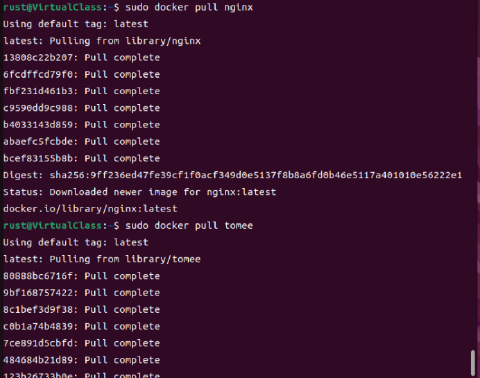 rust@VirtualClass:~$ sudo docker pull nginx
Using default tag: latest
latest: Pulling from library/nginx
13808c22b207: Pull complete
6fcdffcd79f0: Pull complete
fbf231d461b3: Pull complete
c9590dd9c988: Pull complete
b4033143d859: Pull complete
abaefc5fcbde: Pull complete
bcef83155b8b: Pull complete
Digest: sha256:9ff236ed47fe39cf1f0acf349d0e5137f8b8a6fd0b46e5117a401010e56222e1
Status: Downloaded newer image for nginx:latest
docker.io/library/nginx:latest
rust@VirtualClass:~$ sudo docker pull tomee
Using default tag: latest
latest: Pulling from library/tomee
80888bc6716f: Pull complete
9bf168757422: Pull complete
8c1bef3d9f38: Pull complete
c0b1a74b4839: Pull complete
7ce891d5cbfd: Pull complete
484684b21d89: Pull complete
123b26733b0e: Pull complete